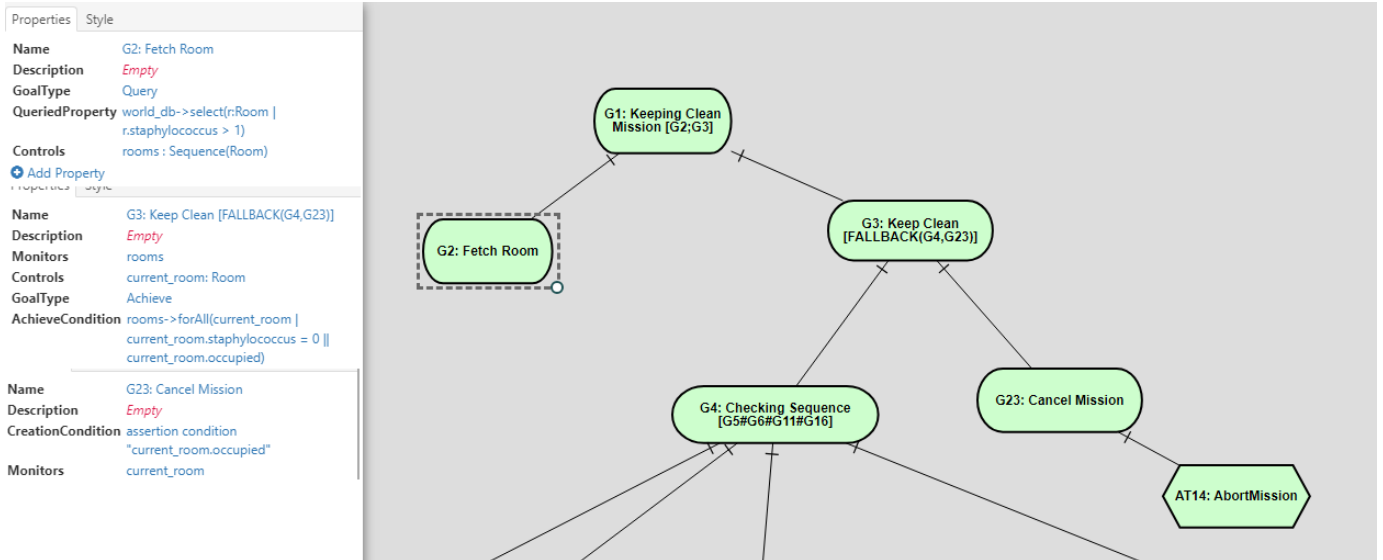 Properties Style
Name G2: Fetch Room
Description Empty
GoalType Query
QueriedProperty world_db->select(r:Room |
r.staphylococcus > 1)
Controls rooms : Sequence(Room)
Add Property
Properties Style
Name G3: Keep Clean [FALLBACK(G4,G23)]
Description Empty
Monitors rooms
Controls current_room: Room
GoalType Achieve
AchieveCondition rooms->forAll(current_room |
current_room.staphylococcus = 0 ||
current_room.occupied)
Name G23: Cancel Mission
Description Empty
CreationCondition assertion condition
"current_room.occupied"
Monitors current_room
G1: Keeping Clean
Mission [G2;G3]
G2: Fetch Room
G3: Keep Clean
[FALLBACK(G4,G23)]
G4: Checking Sequence
[G5#G6#G11#G16]
G23: Cancel Mission
AT14: AbortMission